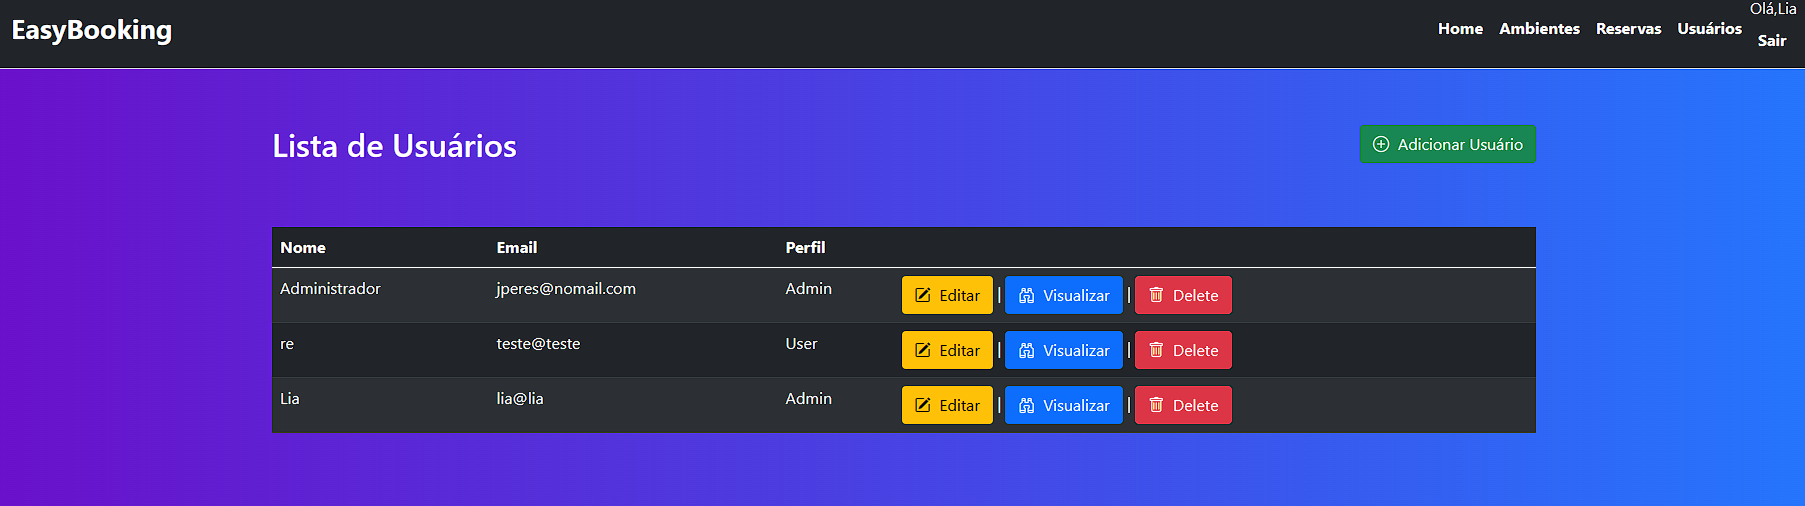 EasyBooking
Home Ambientes Reservas Usuários
Olá,Lia
Sair
Lista de Usuários
Adicionar Usuário
Nome Email Perfil
Administrador jperes@nomail.com Admin Editar | Visualizar | Delete
re teste@teste User Editar | Visualizar | Delete
Lia lia@lia Admin Editar | Visualizar | Delete